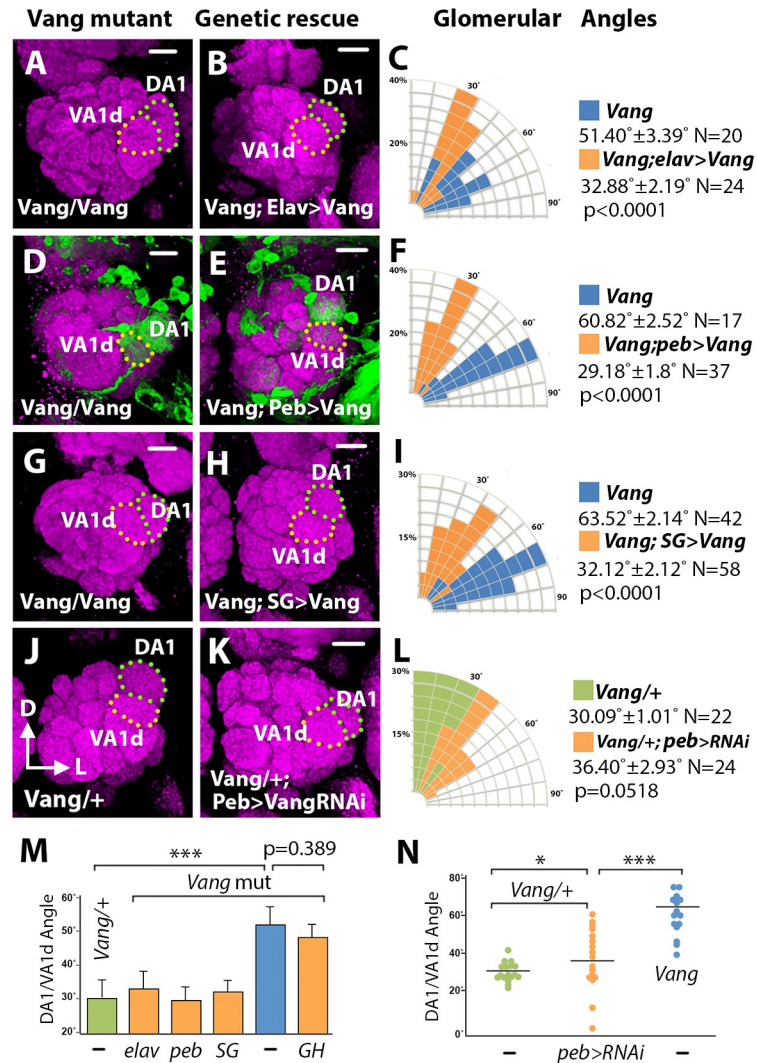 Vang mutant Genetic rescue Glomerular Angles
A
DA1
VA1d
Vang/Vang
B
DA1
VA1d
Vang; Elav>Vang
C
40%
20%
30°
60°
90°
Vang
51.40°±3.39° N=20
Vang;elav>Vang
32.88°±2.19° N=24
p<0.0001
D
DA1
VA1d
Vang/Vang
E
DA1
VA1d
Vang; Peb>Vang
F
40%
20%
30°
60°
90°
Vang
60.82°±2.52° N=17
Vang;peb>Vang
29.18°±1.8° N=37
p<0.0001
G
DA1
VA1d
Vang/Vang
H
DA1
VA1d
Vang; SG>Vang
I
30%
15%
30°
60°
90
Vang
63.52°±2.14° N=42
Vang; SG>Vang
32.12°±2.12° N=58
p<0.0001
J
DA1
VA1d
D
L
Vang/+
K
DA1
VA1d
Vang/+;
Peb>VangRNAi
L
30%
15%
30°
60°
90°
Vang/+
30.09°±1.01° N=22
Vang/+; peb>RNAi
36.40°±2.93° N=24
p=0.0518
M
*** p=0.389
Vang mut
Vang/+
DA1/VA1d Angle
60°
50°
40°
30°
20°
– elav peb SG – GH
N
* ***
Vang/+
DA1/VA1d Angle
80°
60°
40°
20°
0°
Vang
– peb>RNAi –